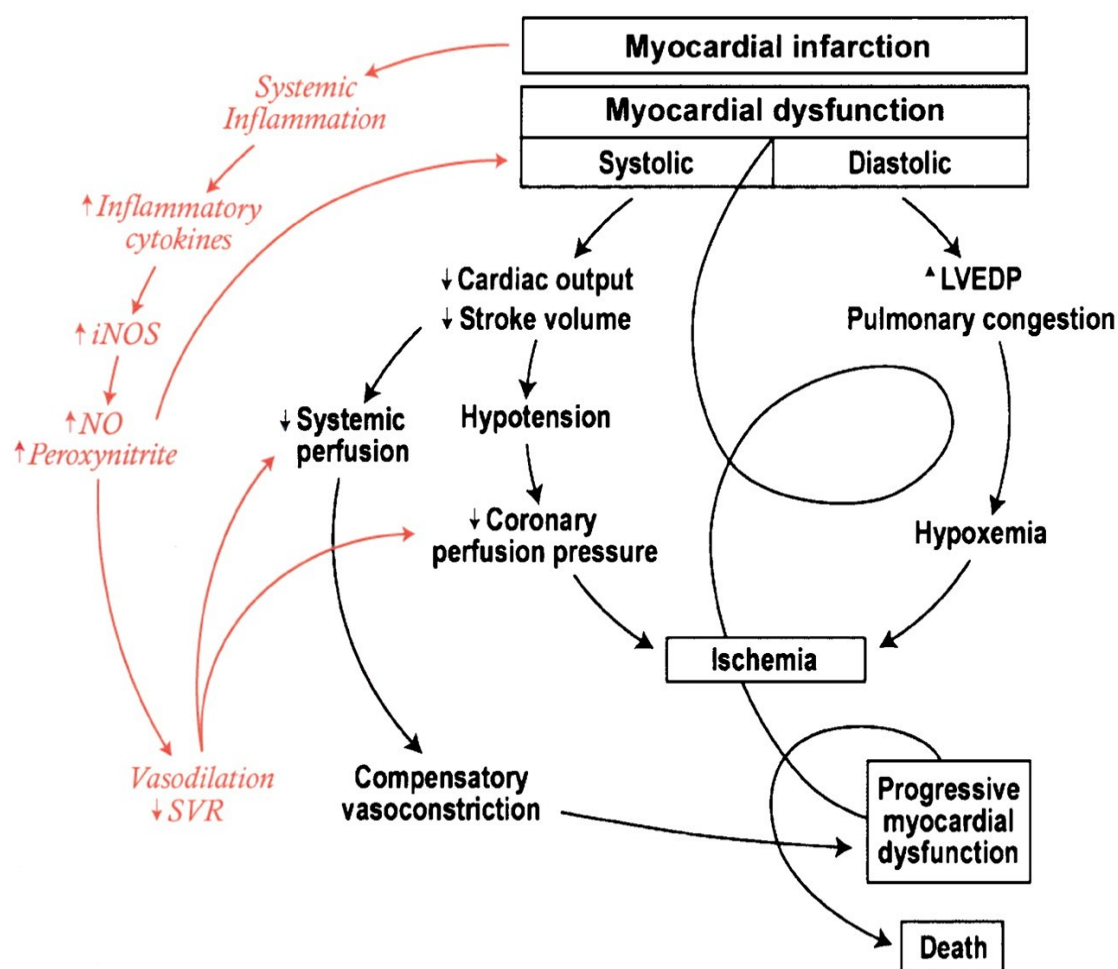 Myocardial infarction
Systemic
Inflammation
Myocardial dysfunction
Systolic
Diastolic
↑Inflammatory
cytokines
↓Cardiac output
↓Stroke volume
▲LVEDP
Pulmonary congestion
↑iNOS
↑NO
↑Peroxynitrite
↓Systemic
perfusion
Hypotension
↓Coronary
perfusion pressure
Hypoxemia
Ischemia
Vasodilation
↓SVR
Compensatory
vasoconstriction
Progressive
myocardial
dysfunction
Death